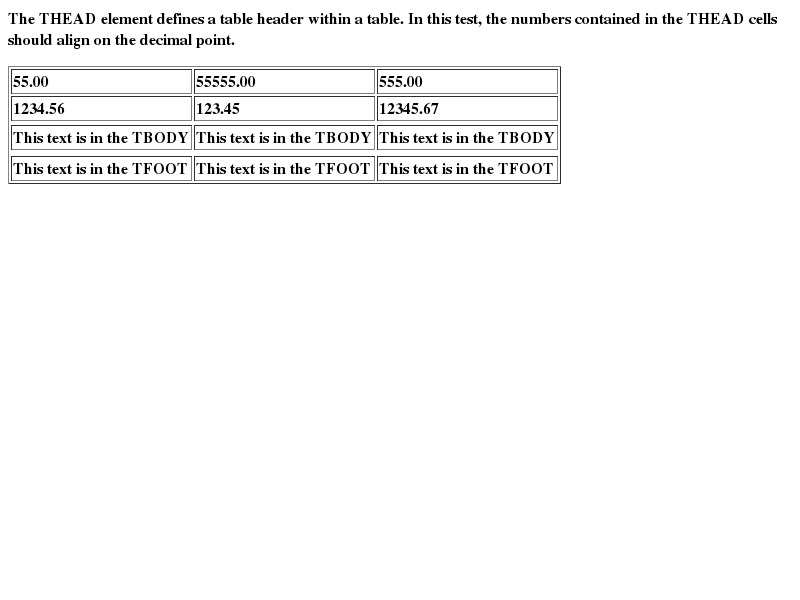 The THEAD element defines a table header within a table. In this test, the numbers contained in the THEAD cells
should align on the decimal point.
55.00 55555.00 555.00
1234.56 123.45 12345.67
This text is in the TBODY This text is in the TBODY This text is in the TBODY
This text is in the TFOOT This text is in the TFOOT This text is in the TFOOT